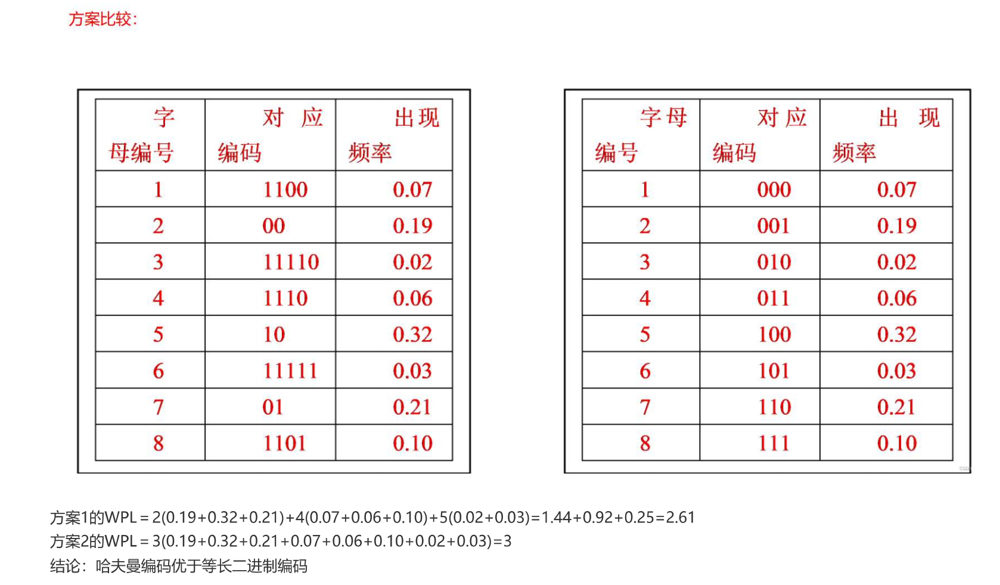 方案比较：
字 对 应 出现
母编号 编码 频率
1 1100 0.07
2 00 0.19
3 11110 0.02
4 1110 0.06
5 10 0.32
6 11111 0.03
7 01 0.21
8 1101 0.10
字母 对应 出 现
编号 编码 频率
1 000 0.07
2 001 0.19
3 010 0.02
4 011 0.06
5 100 0.32
6 101 0.03
7 110 0.21
8 111 0.10
方案1的WPL＝2(0.19+0.32+0.21)+4(0.07+0.06+0.10)+5(0.02+0.03)=1.44+0.92+0.25=2.61
方案2的WPL＝3(0.19+0.32+0.21+0.07+0.06+0.10+0.02+0.03)=3
结论：哈夫曼编码优于等长二进制编码